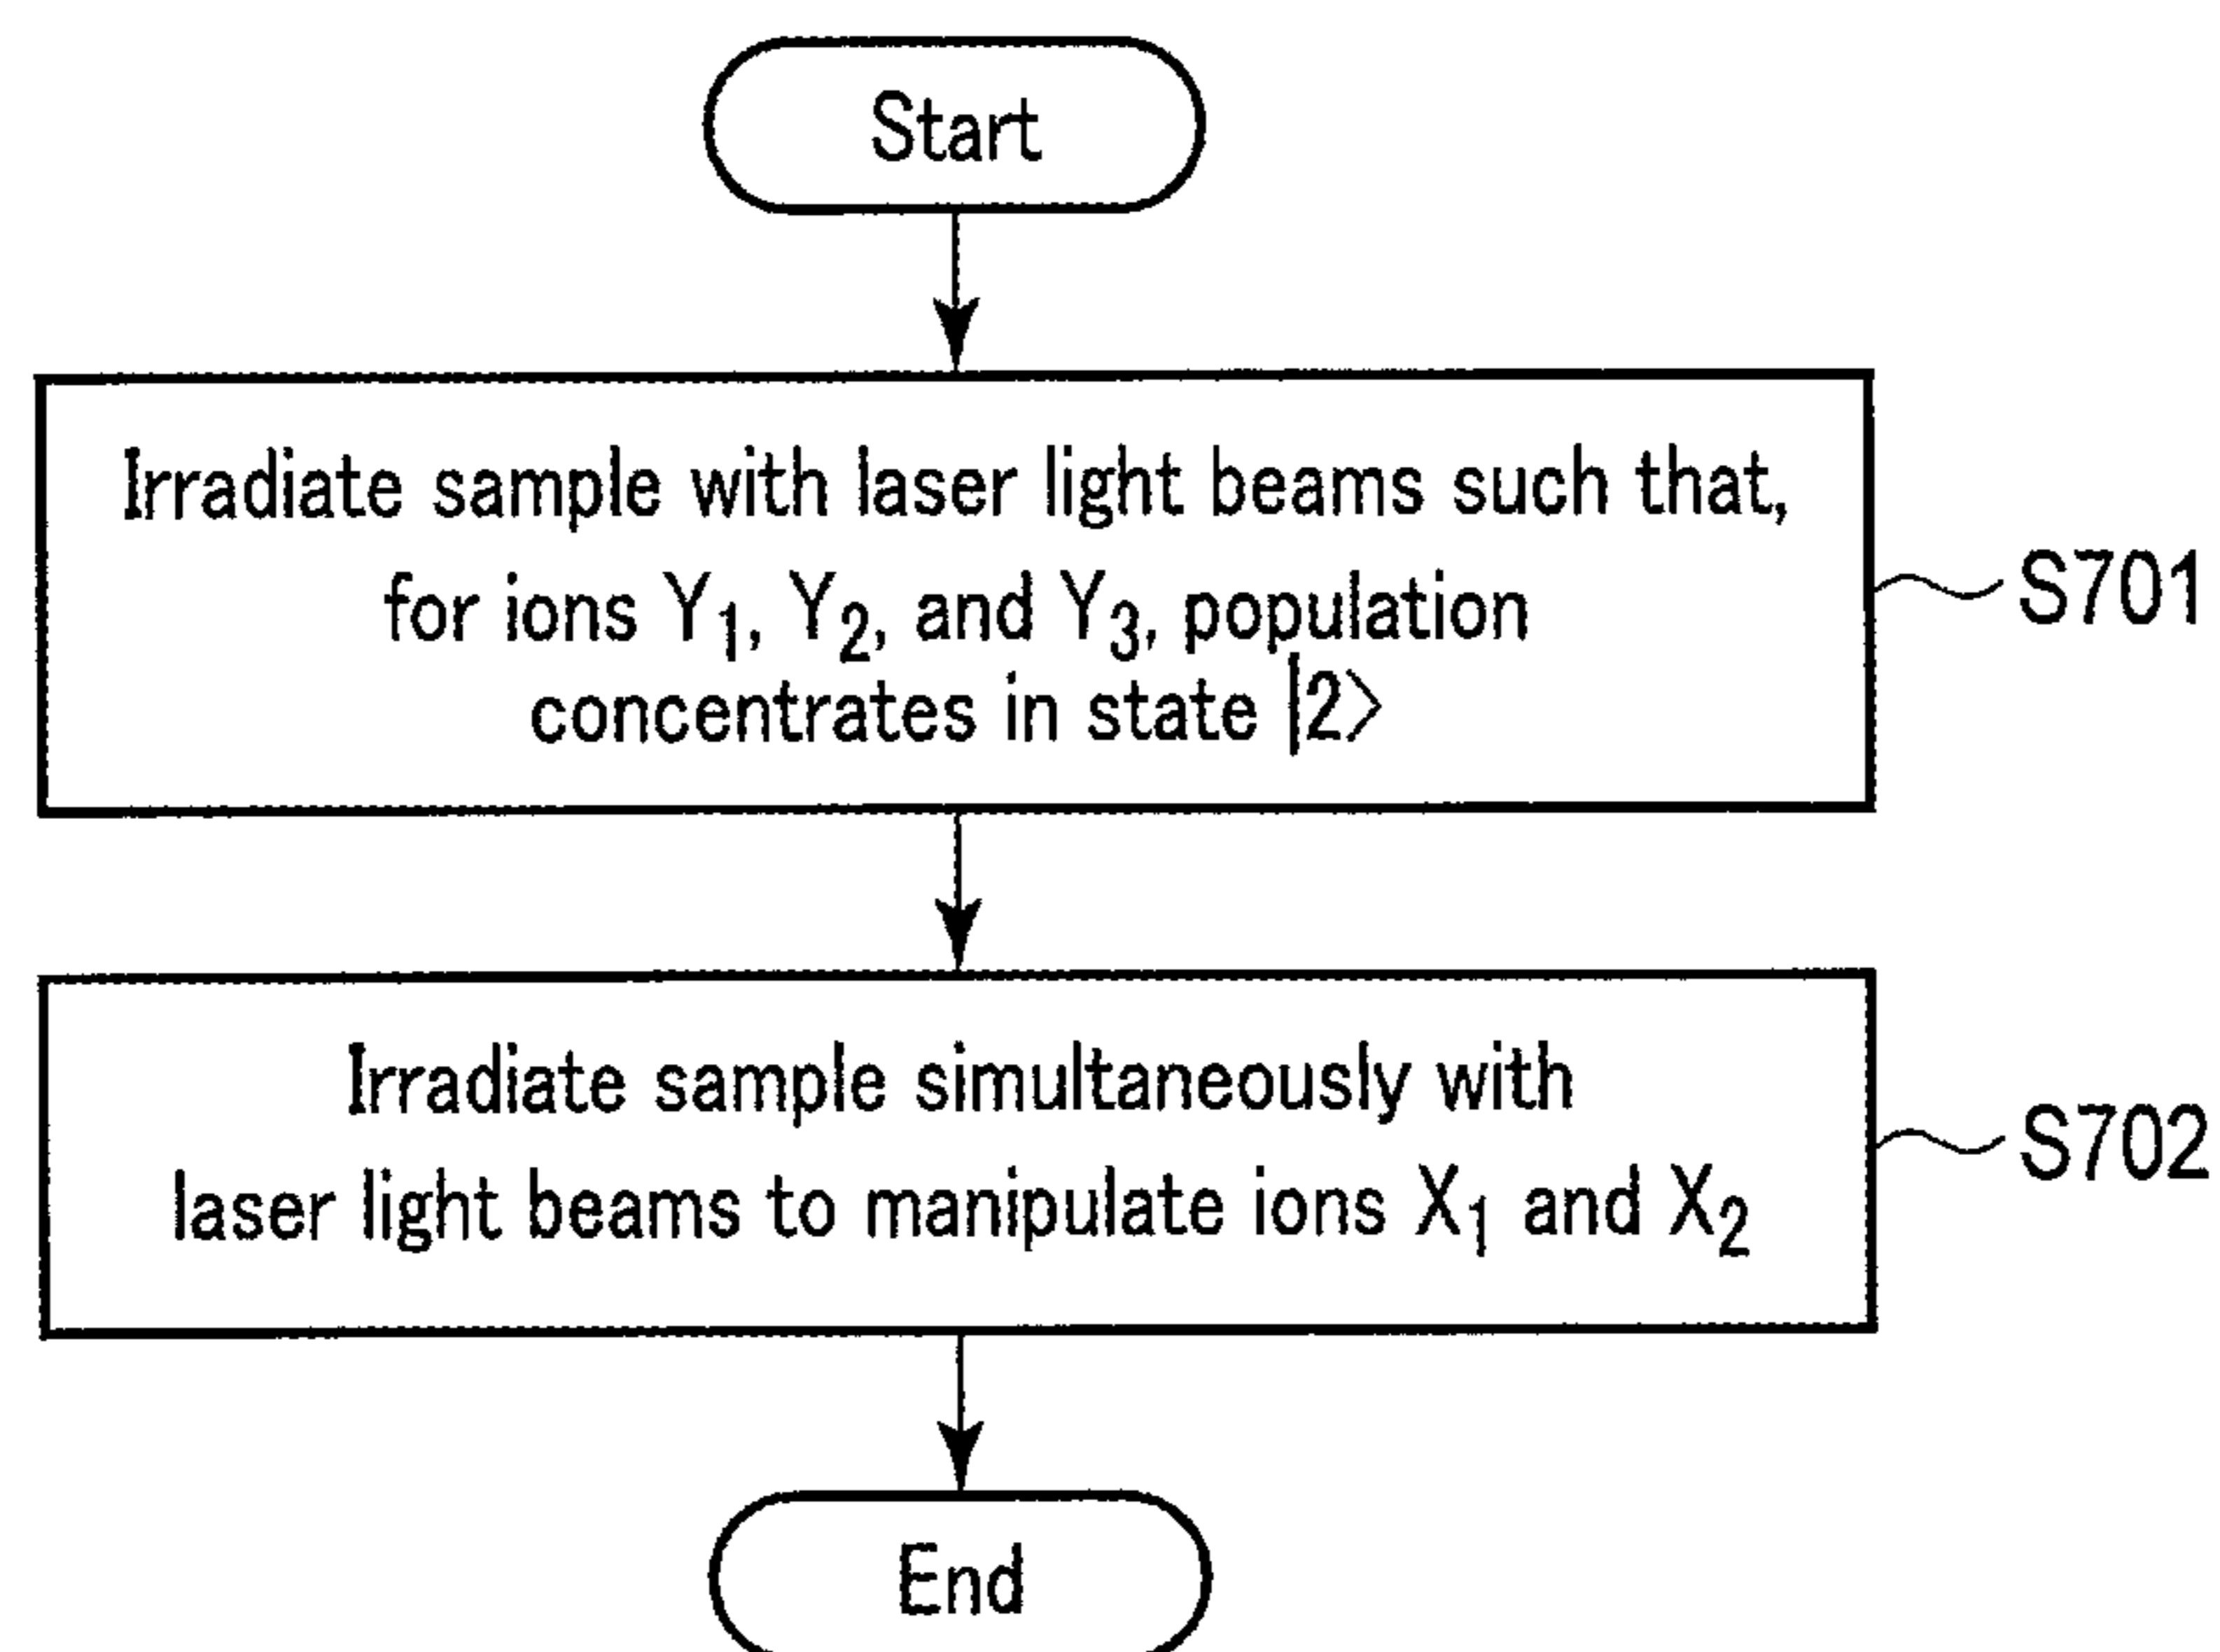 Start
Irradiate sample with laser light beams such that,
for ions Y₁, Y₂, and Y₃, population
concentrates in state |2〉
S701
Irradiate sample simultaneously with
laser light beams to manipulate ions X₁ and X₂
S702
End